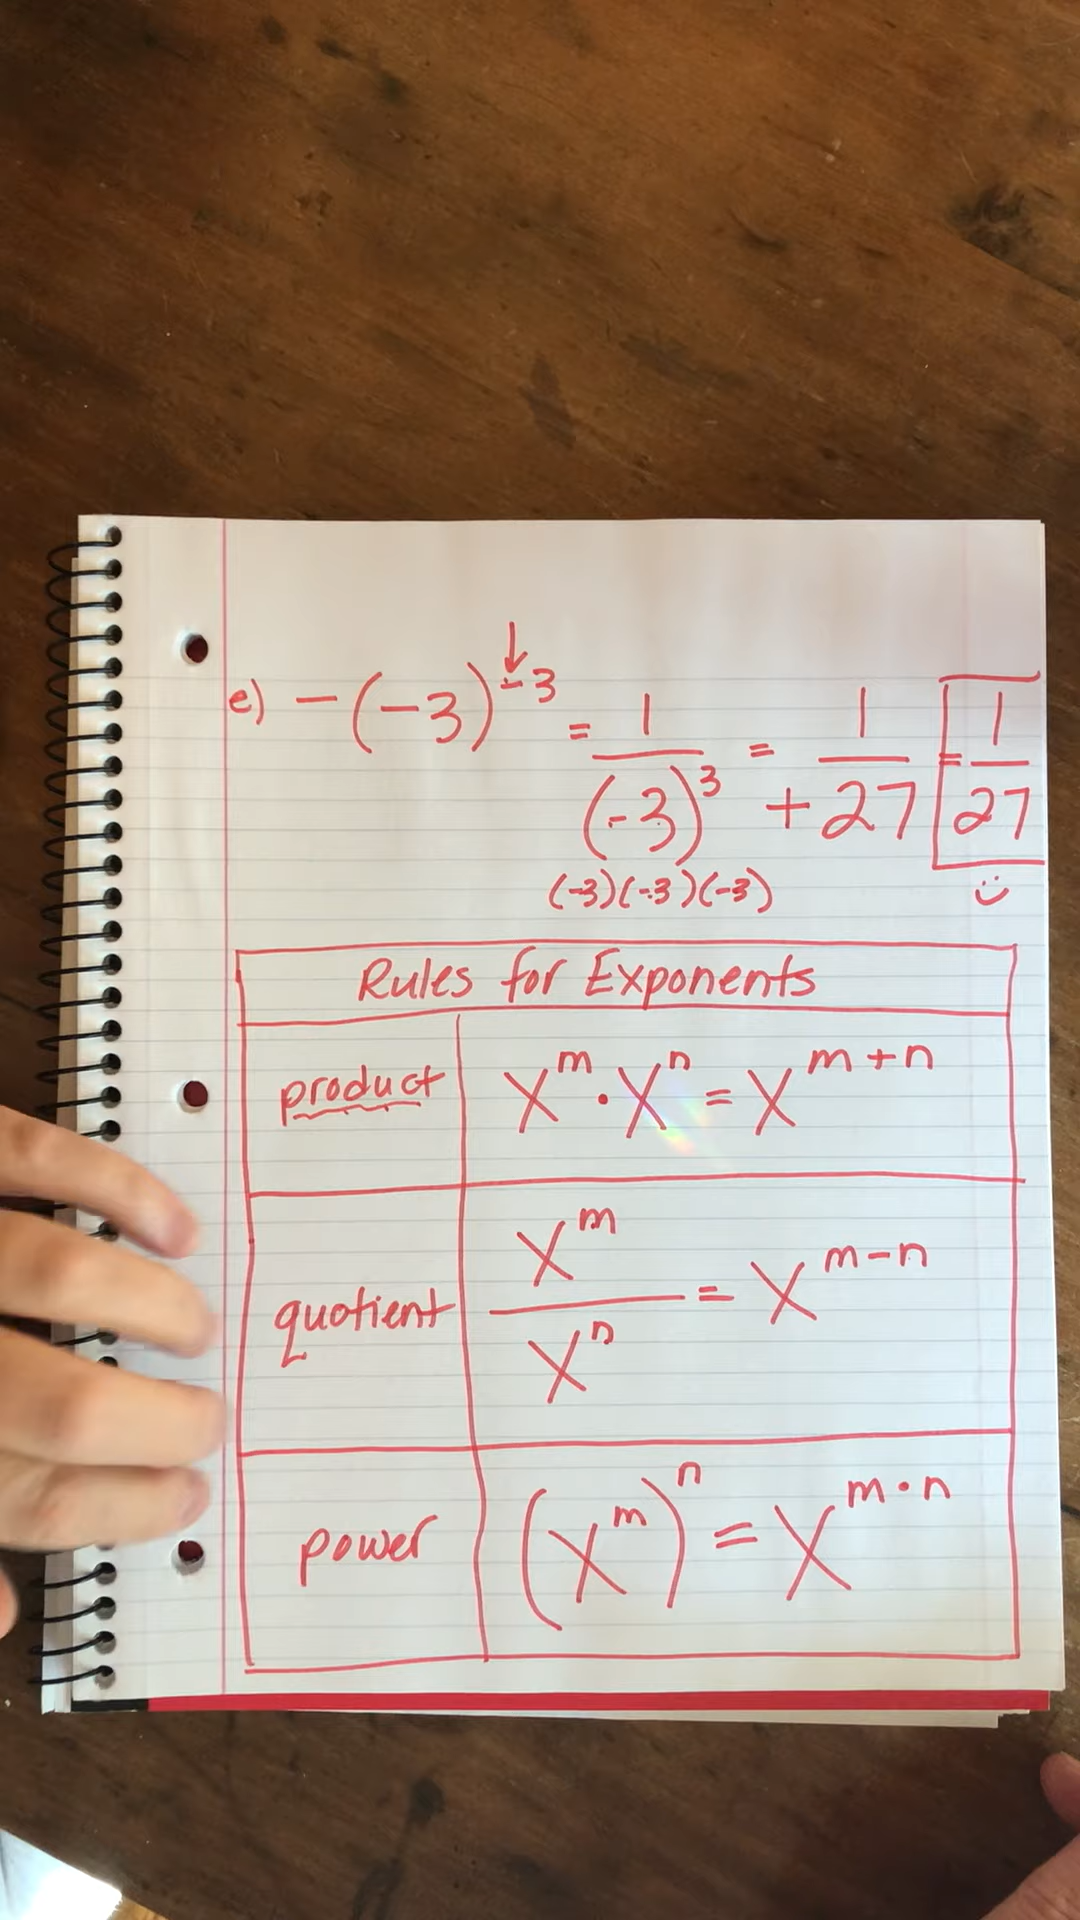 e) -(-3)^-3 = 1/(-3)^3 = 1/+27 = 1/27
(-3)(-3)(-3)
Rules for Exponents
product x^m · x^n = x^m+n
quotient x^m/x^n = x^m-n
power (x^m)^n = x^m·n